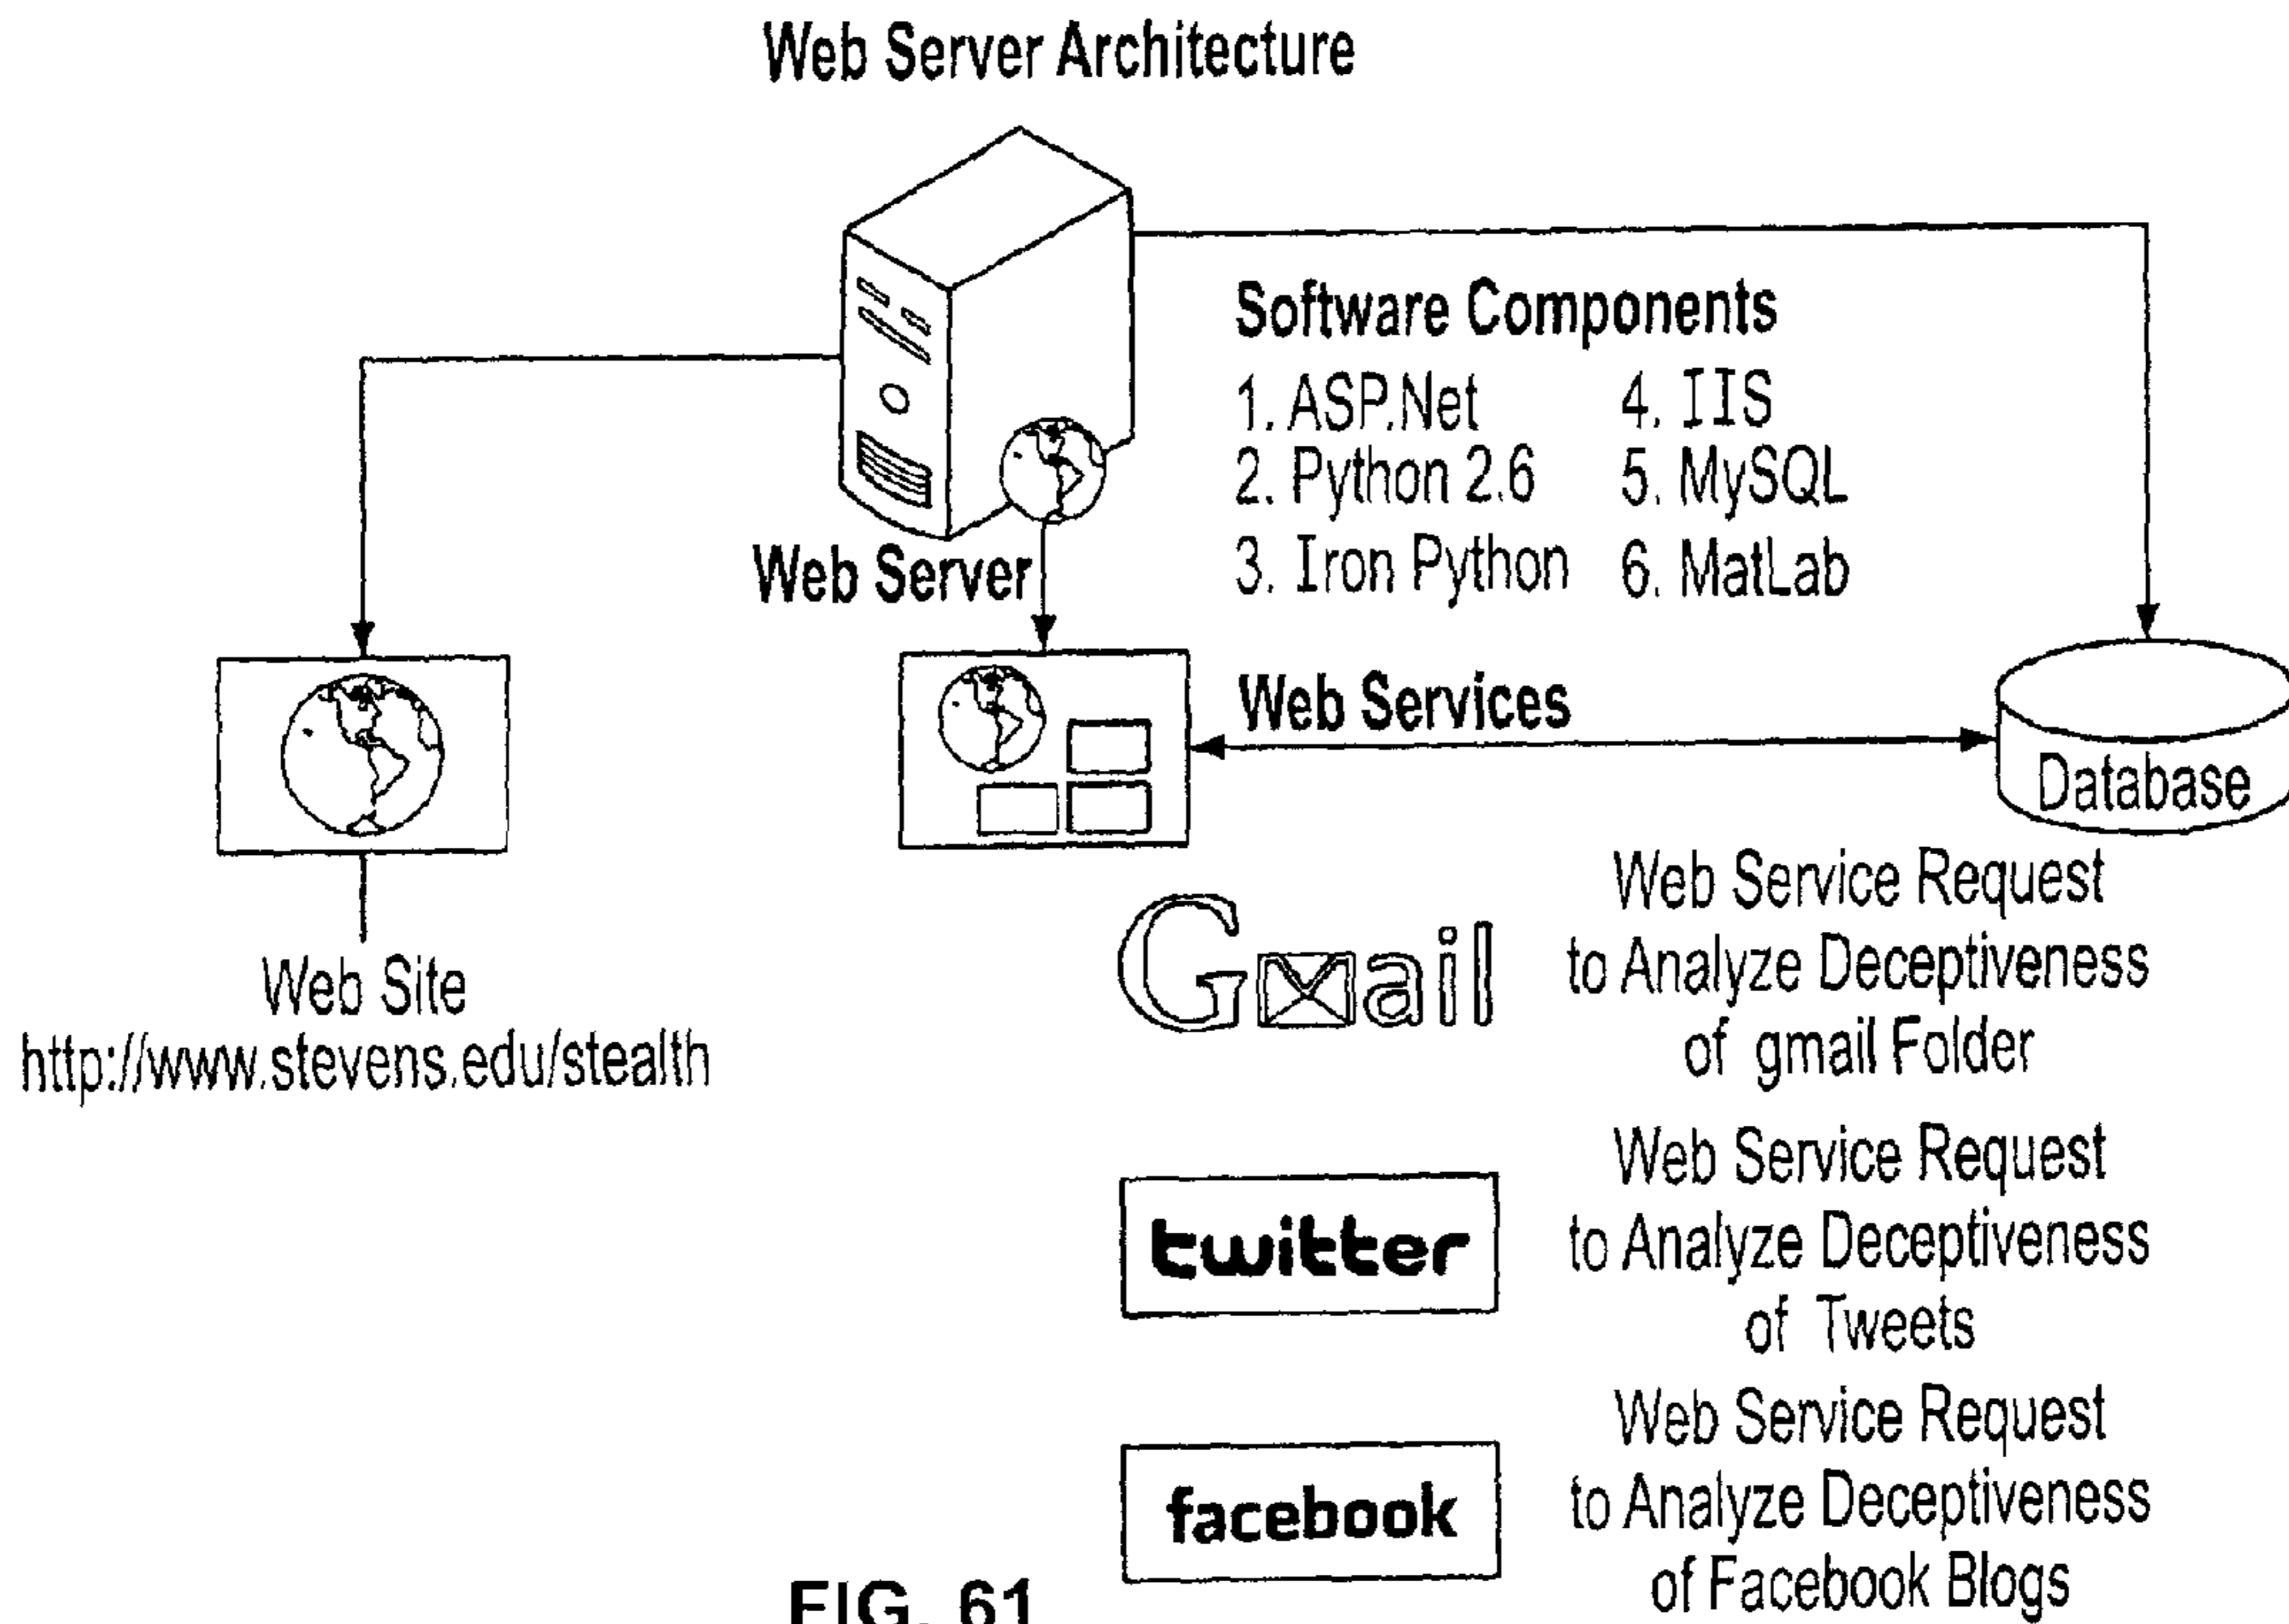 Web Server Architecture
Software Components
1. ASP.Net
2. Python 2.6
3. Iron Python
4. IIS
5. MySQL
6. MatLab
Web Server
Web Services
Database
Web Site
http://www.stevens.edu/stealth
Gmail
Web Service Request
to Analyze Deceptiveness
of gmail Folder
twitter
Web Service Request
to Analyze Deceptiveness
of Tweets
facebook
Web Service Request
to Analyze Deceptiveness
of Facebook Blogs
FIG. 61